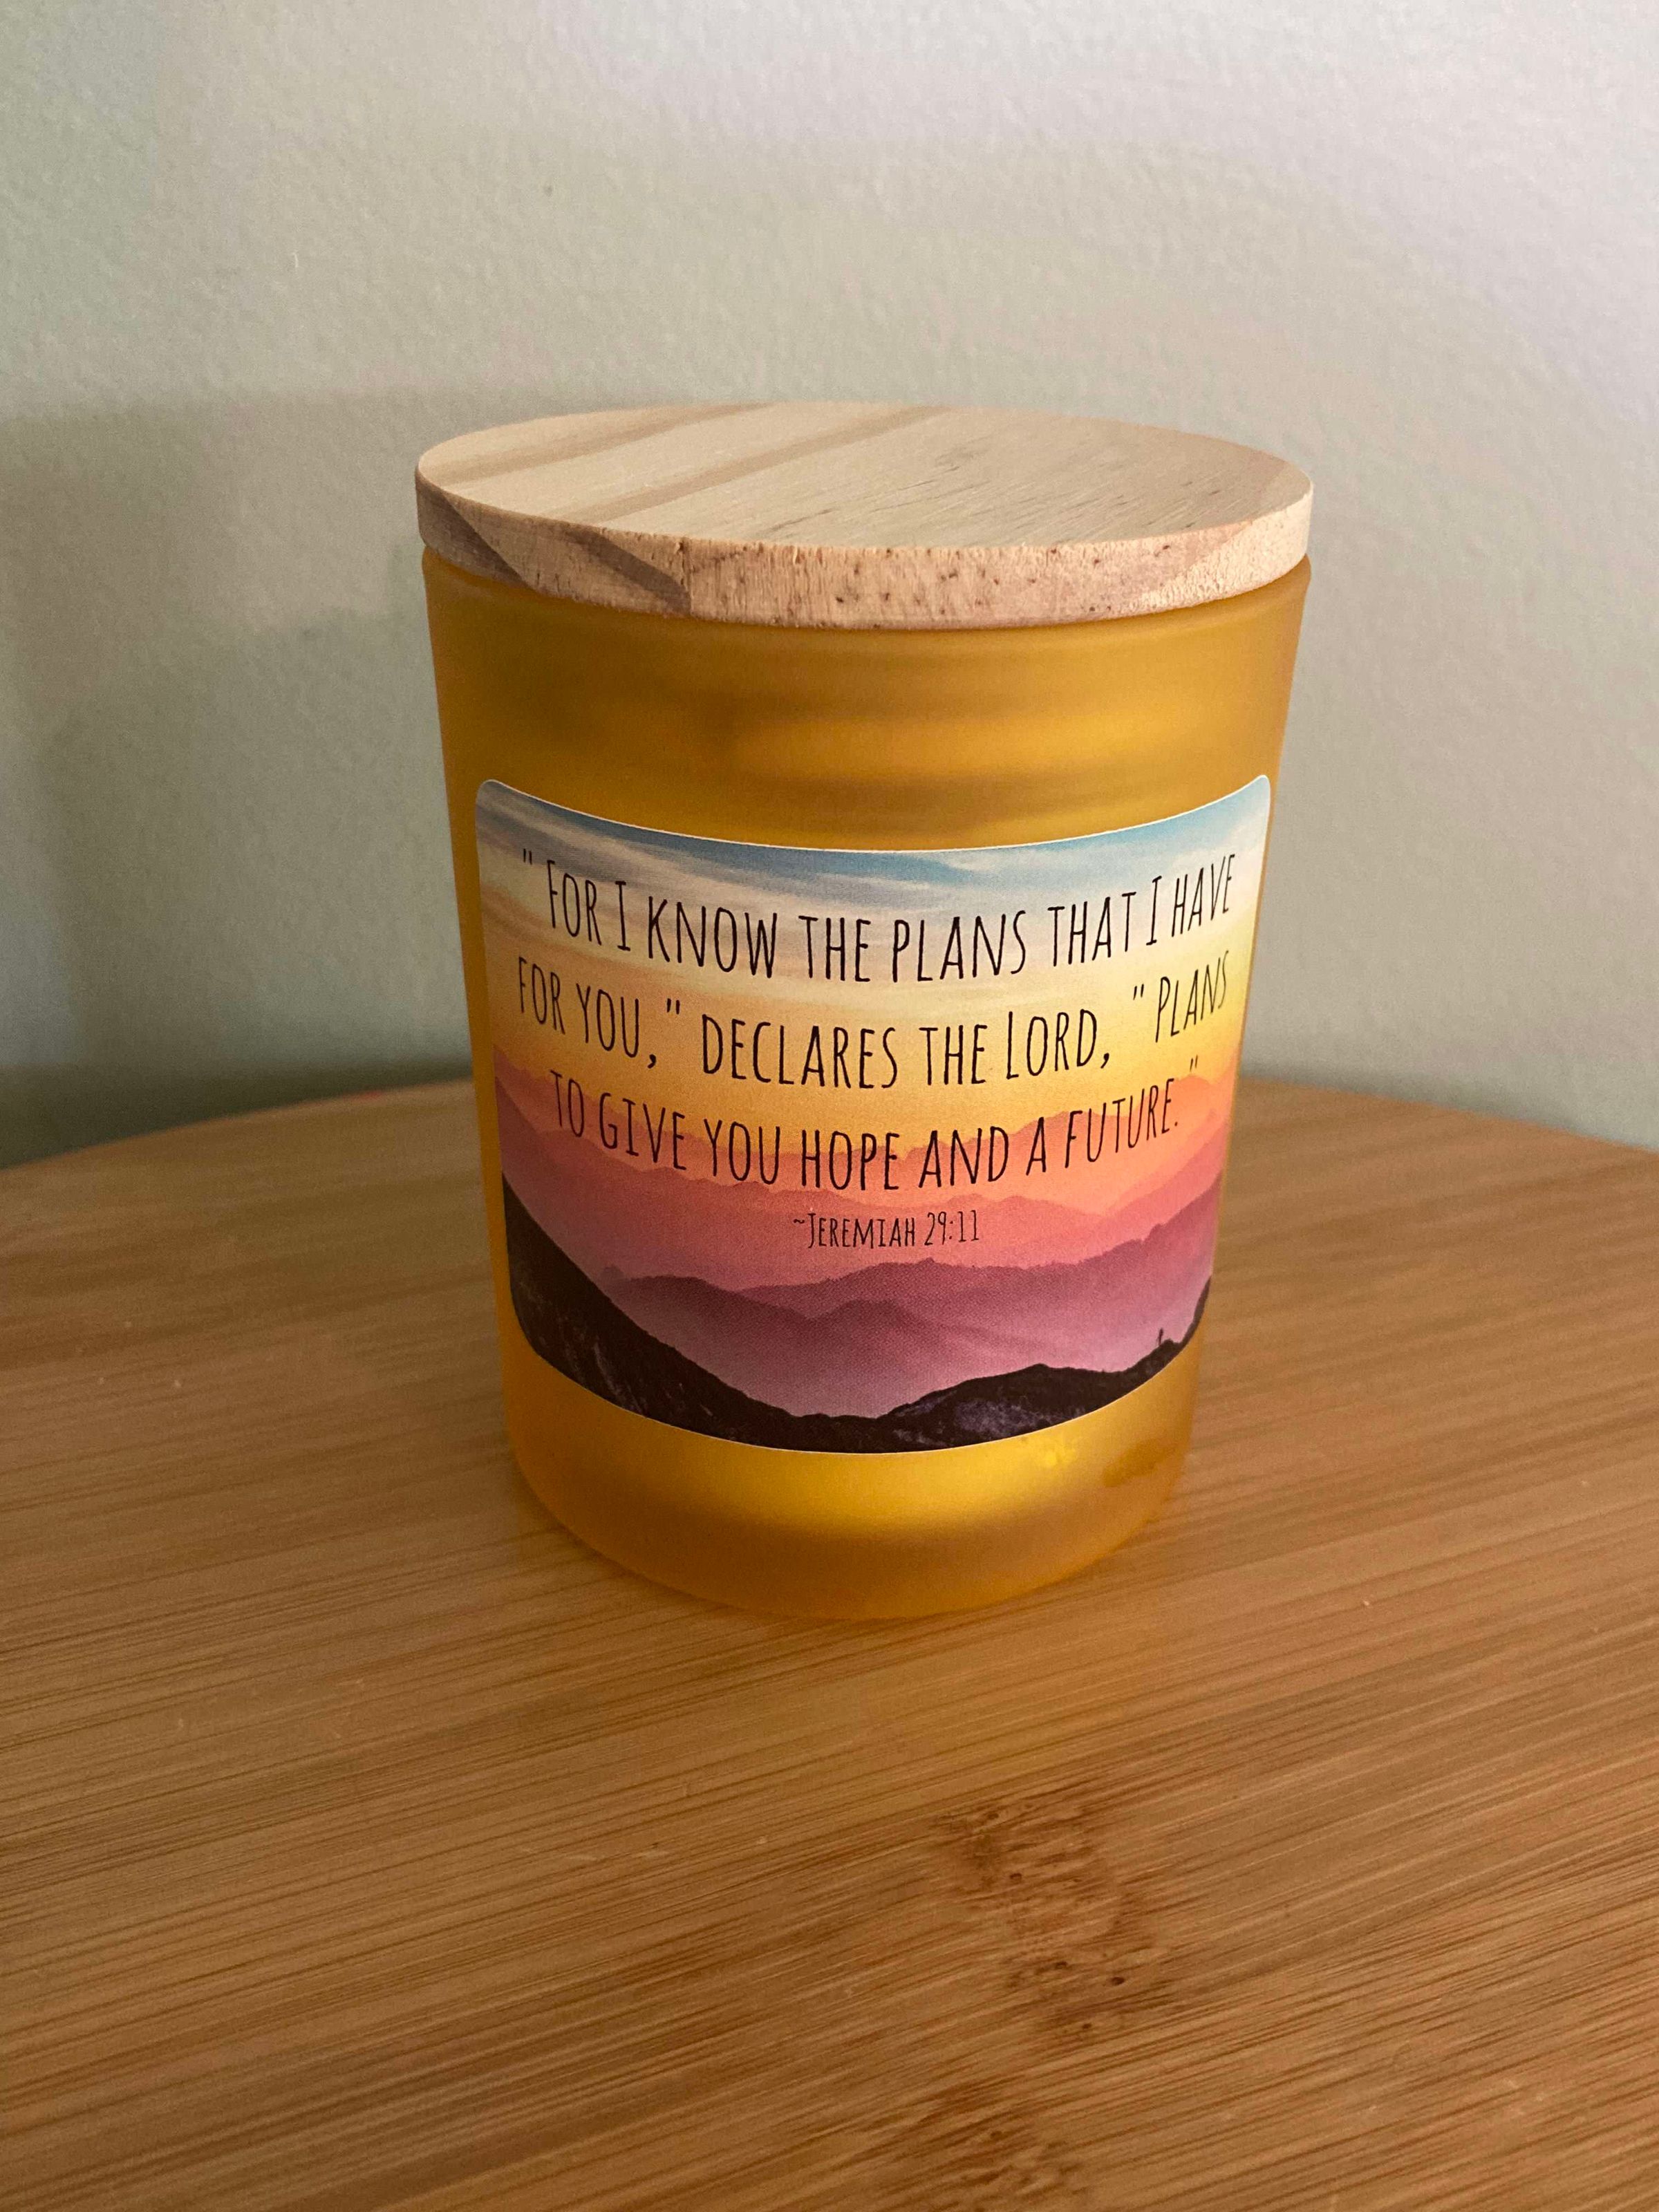 " For I know the plans that I have
for you," declares the Lord, " Plans
to give you hope and a future. "
~Jeremiah 29:11